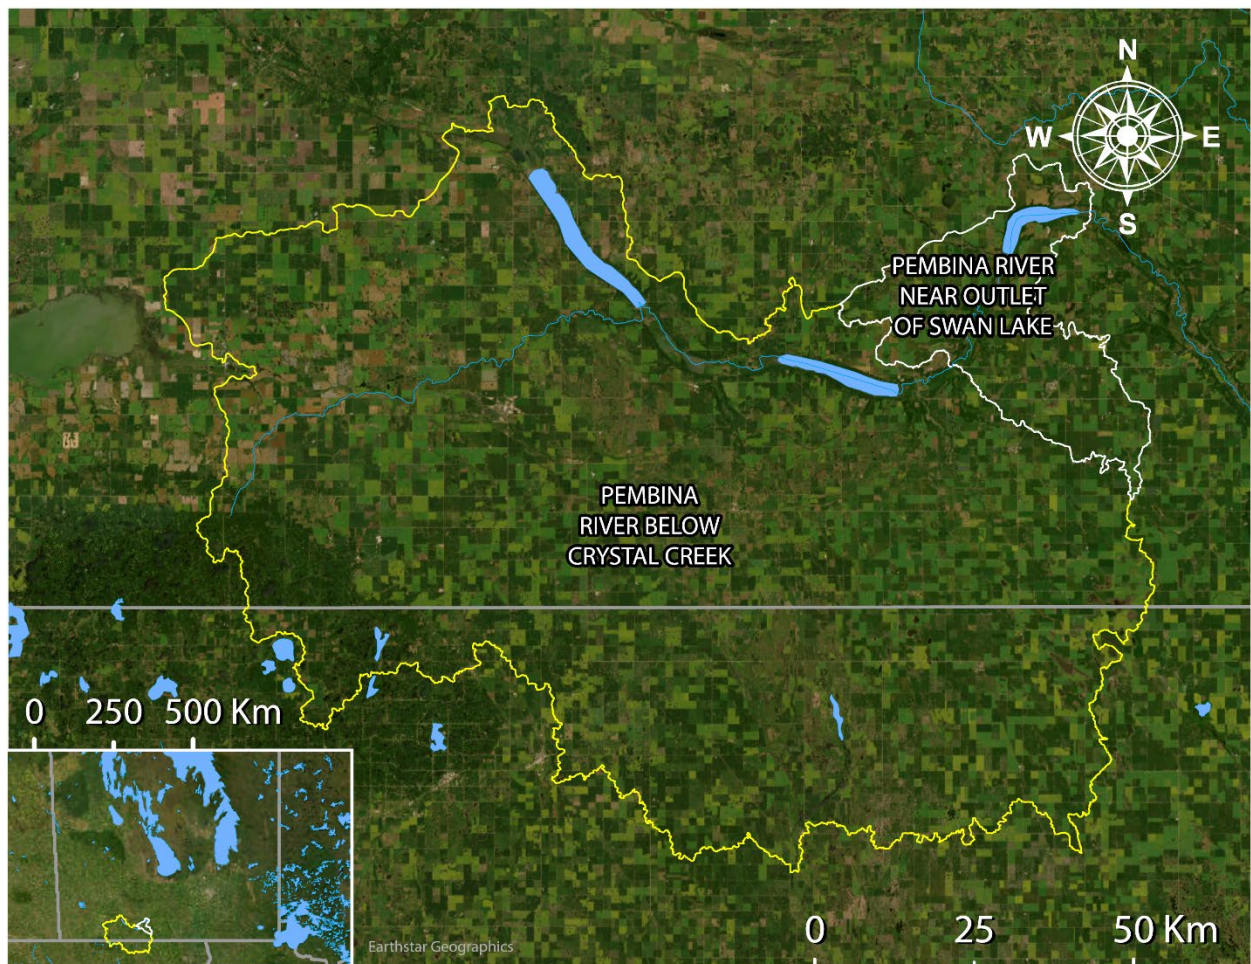 N
W
E
S
PEMBINA RIVER
NEAR OUTLET
OF SWAN LAKE
PEMBINA
RIVER BELOW
CRYSTAL CREEK
0 250 500 Km
Earthstar Geographics
0 25 50 Km